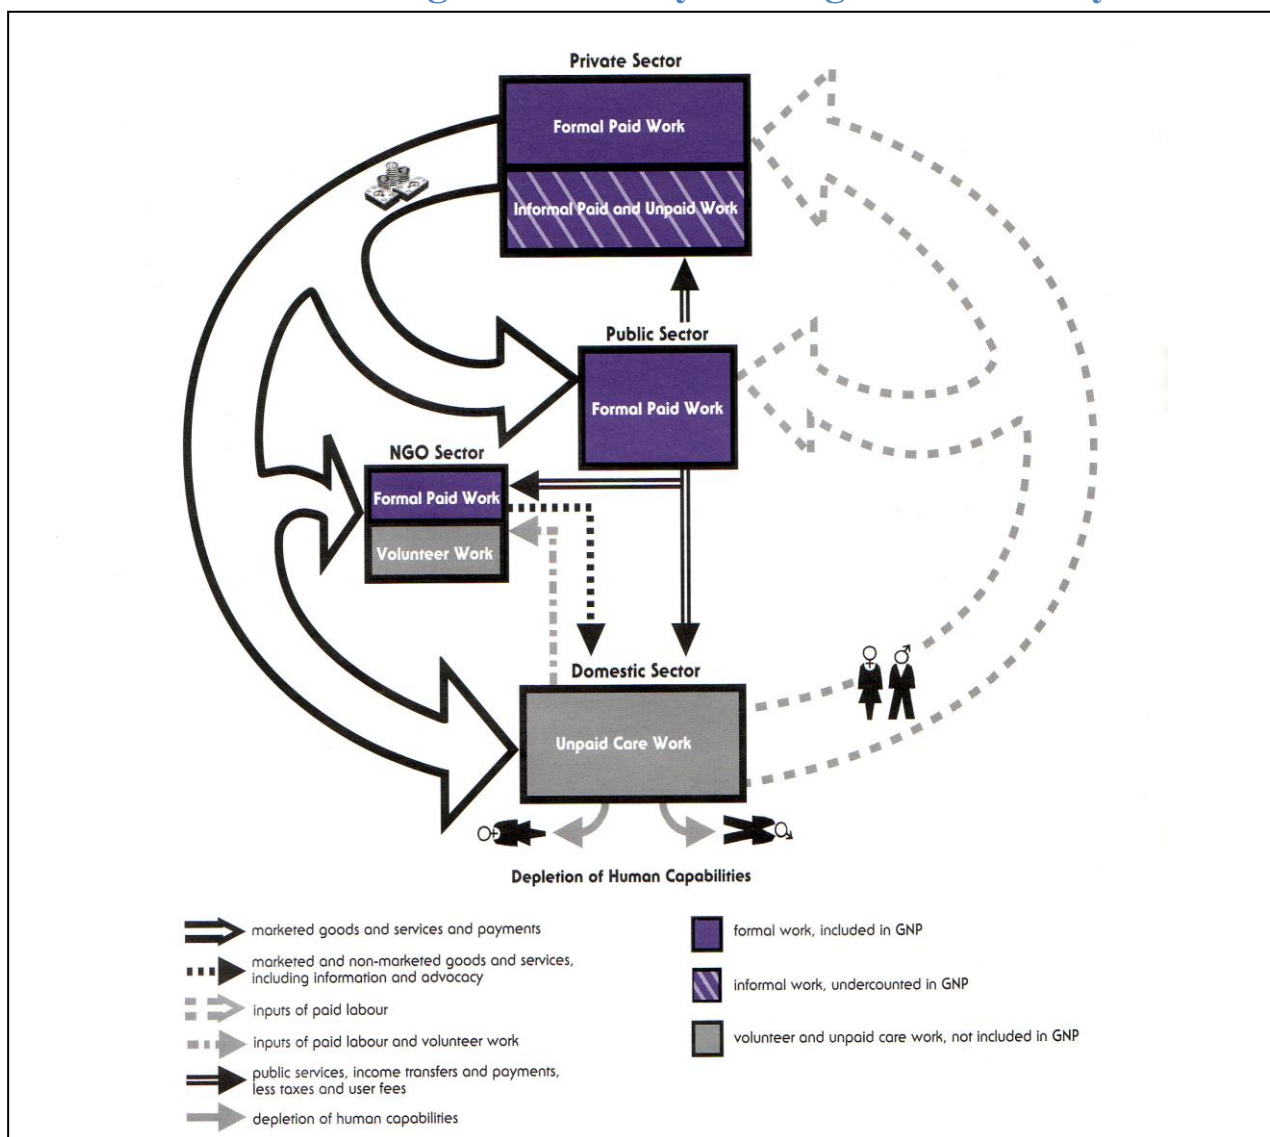 Private Sector
Formal Paid Work
Informal Paid and Unpaid Work
Public Sector
Formal Paid Work
NGO Sector
Formal Paid Work
Volunteer Work
Domestic Sector
Unpaid Care Work
Depletion of Human Capabilities
marketed goods and services and payments
marketed and non-marketed goods and services,
including information and advocacy
inputs of paid labour
inputs of paid labour and volunteer work
public services, income transfers and payments,
less taxes and user fees
depletion of human capabilities
formal work, included in GNP
informal work, undercounted in GNP
volunteer and unpaid care work, not included in GNP